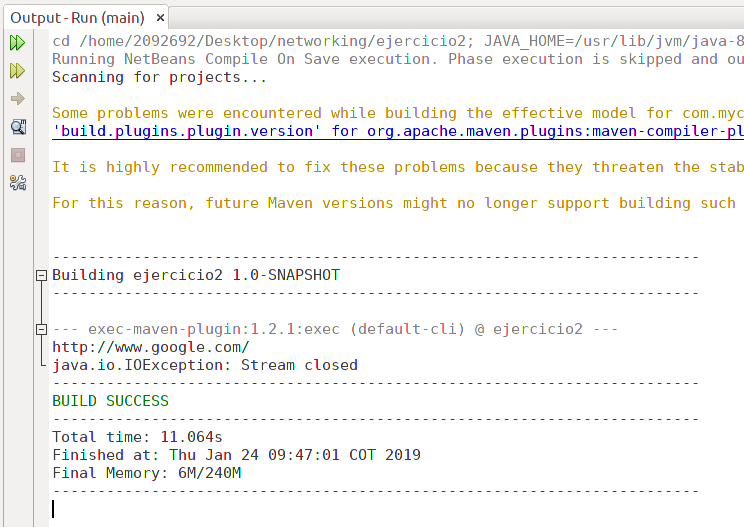 Output - Run (main) ×
cd /home/2092692/Desktop/networking/ejercicio2; JAVA_HOME=/usr/lib/jvm/java-8
Running NetBeans Compile On Save execution. Phase execution is skipped and ou
Scanning for projects...
Some problems were encountered while building the effective model for com.myc
'build.plugins.plugin.version' for org.apache.maven.plugins:maven-compiler-pl
It is highly recommended to fix these problems because they threaten the stab
For this reason, future Maven versions might no longer support building such
------------------------------------------------------------------------
Building ejercicio2 1.0-SNAPSHOT
------------------------------------------------------------------------
--- exec-maven-plugin:1.2.1:exec (default-cli) @ ejercicio2 ---
http://www.google.com/
java.io.IOException: Stream closed
------------------------------------------------------------------------
BUILD SUCCESS
------------------------------------------------------------------------
Total time: 11.064s
Finished at: Thu Jan 24 09:47:01 COT 2019
Final Memory: 6M/240M
------------------------------------------------------------------------